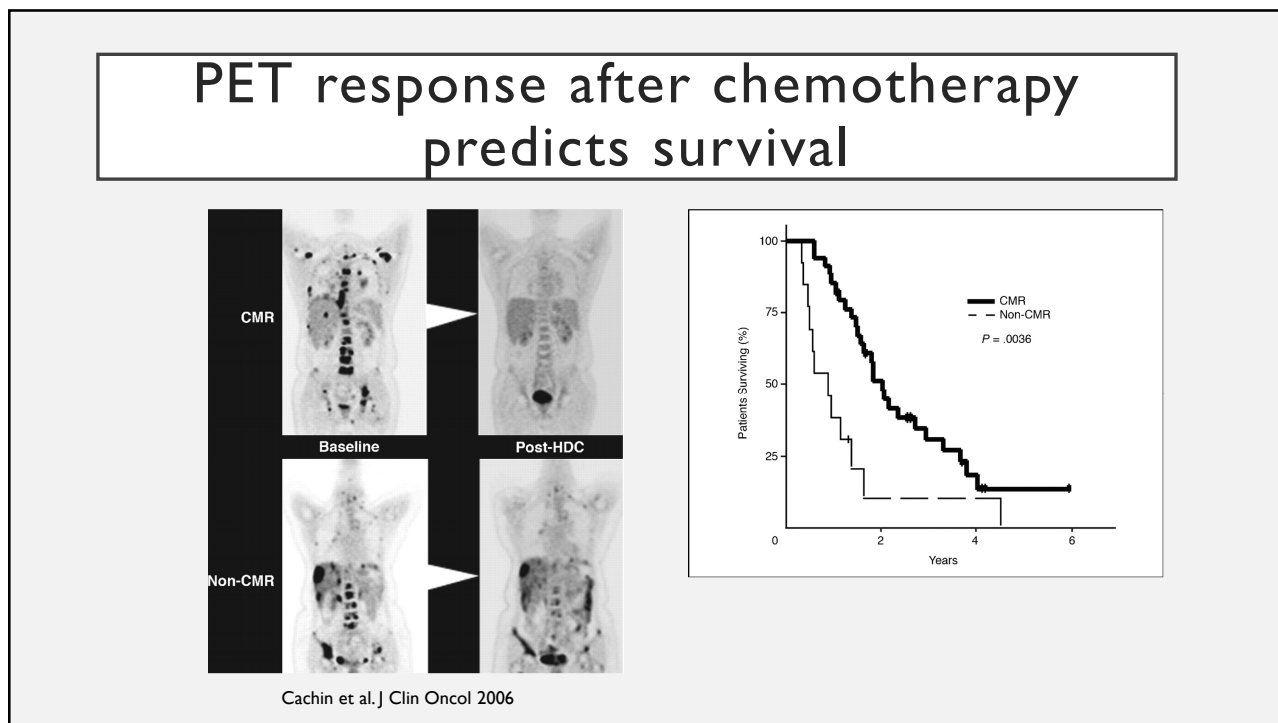 PET response after chemotherapy
predicts survival
CMR
Baseline
Post-HDC
Non-CMR
Cachin et al. J Clin Oncol 2006
100
75
50
25
0
2
4
6
Patients Surviving (%)
Years
CMR
Non-CMR
P = .0036